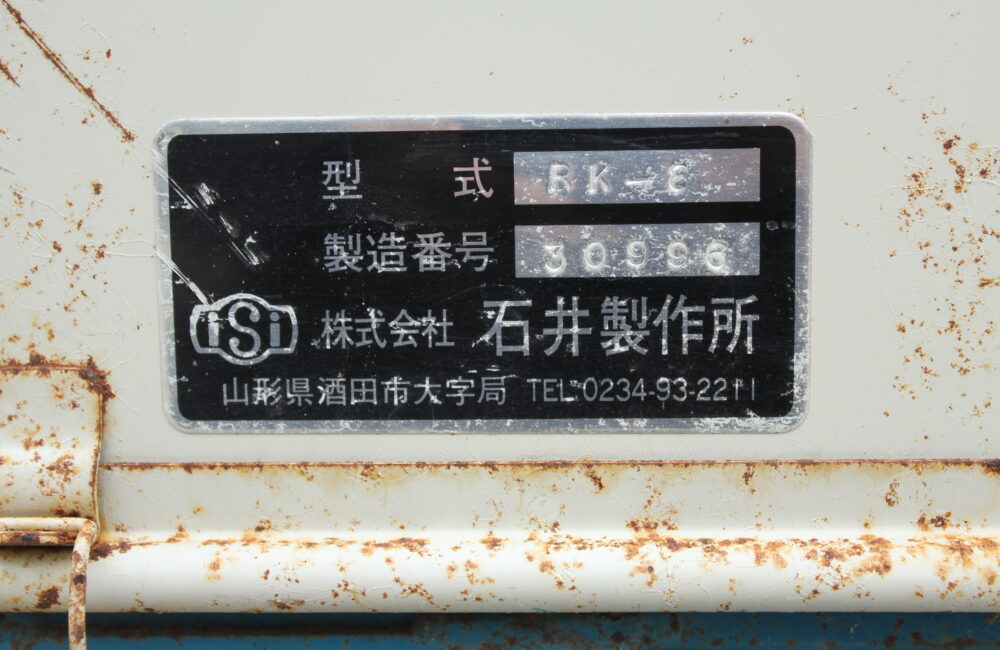 型 式 RK-6
製造番号 30996
iSi 株式会社 石井製作所
山形県酒田市大字局 TEL.0234-93-2211